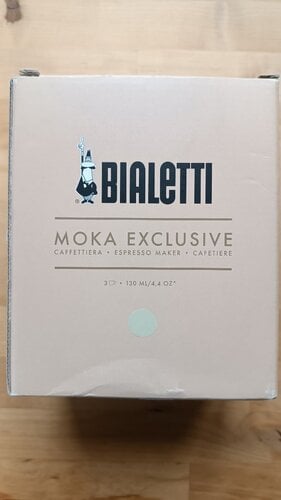 BIALETTI
MOKA EXCLUSIVE
CAFFETTIERA • ESPRESSO MAKER • CAFETIERE
3 • 130 ML/4,4 OZ*